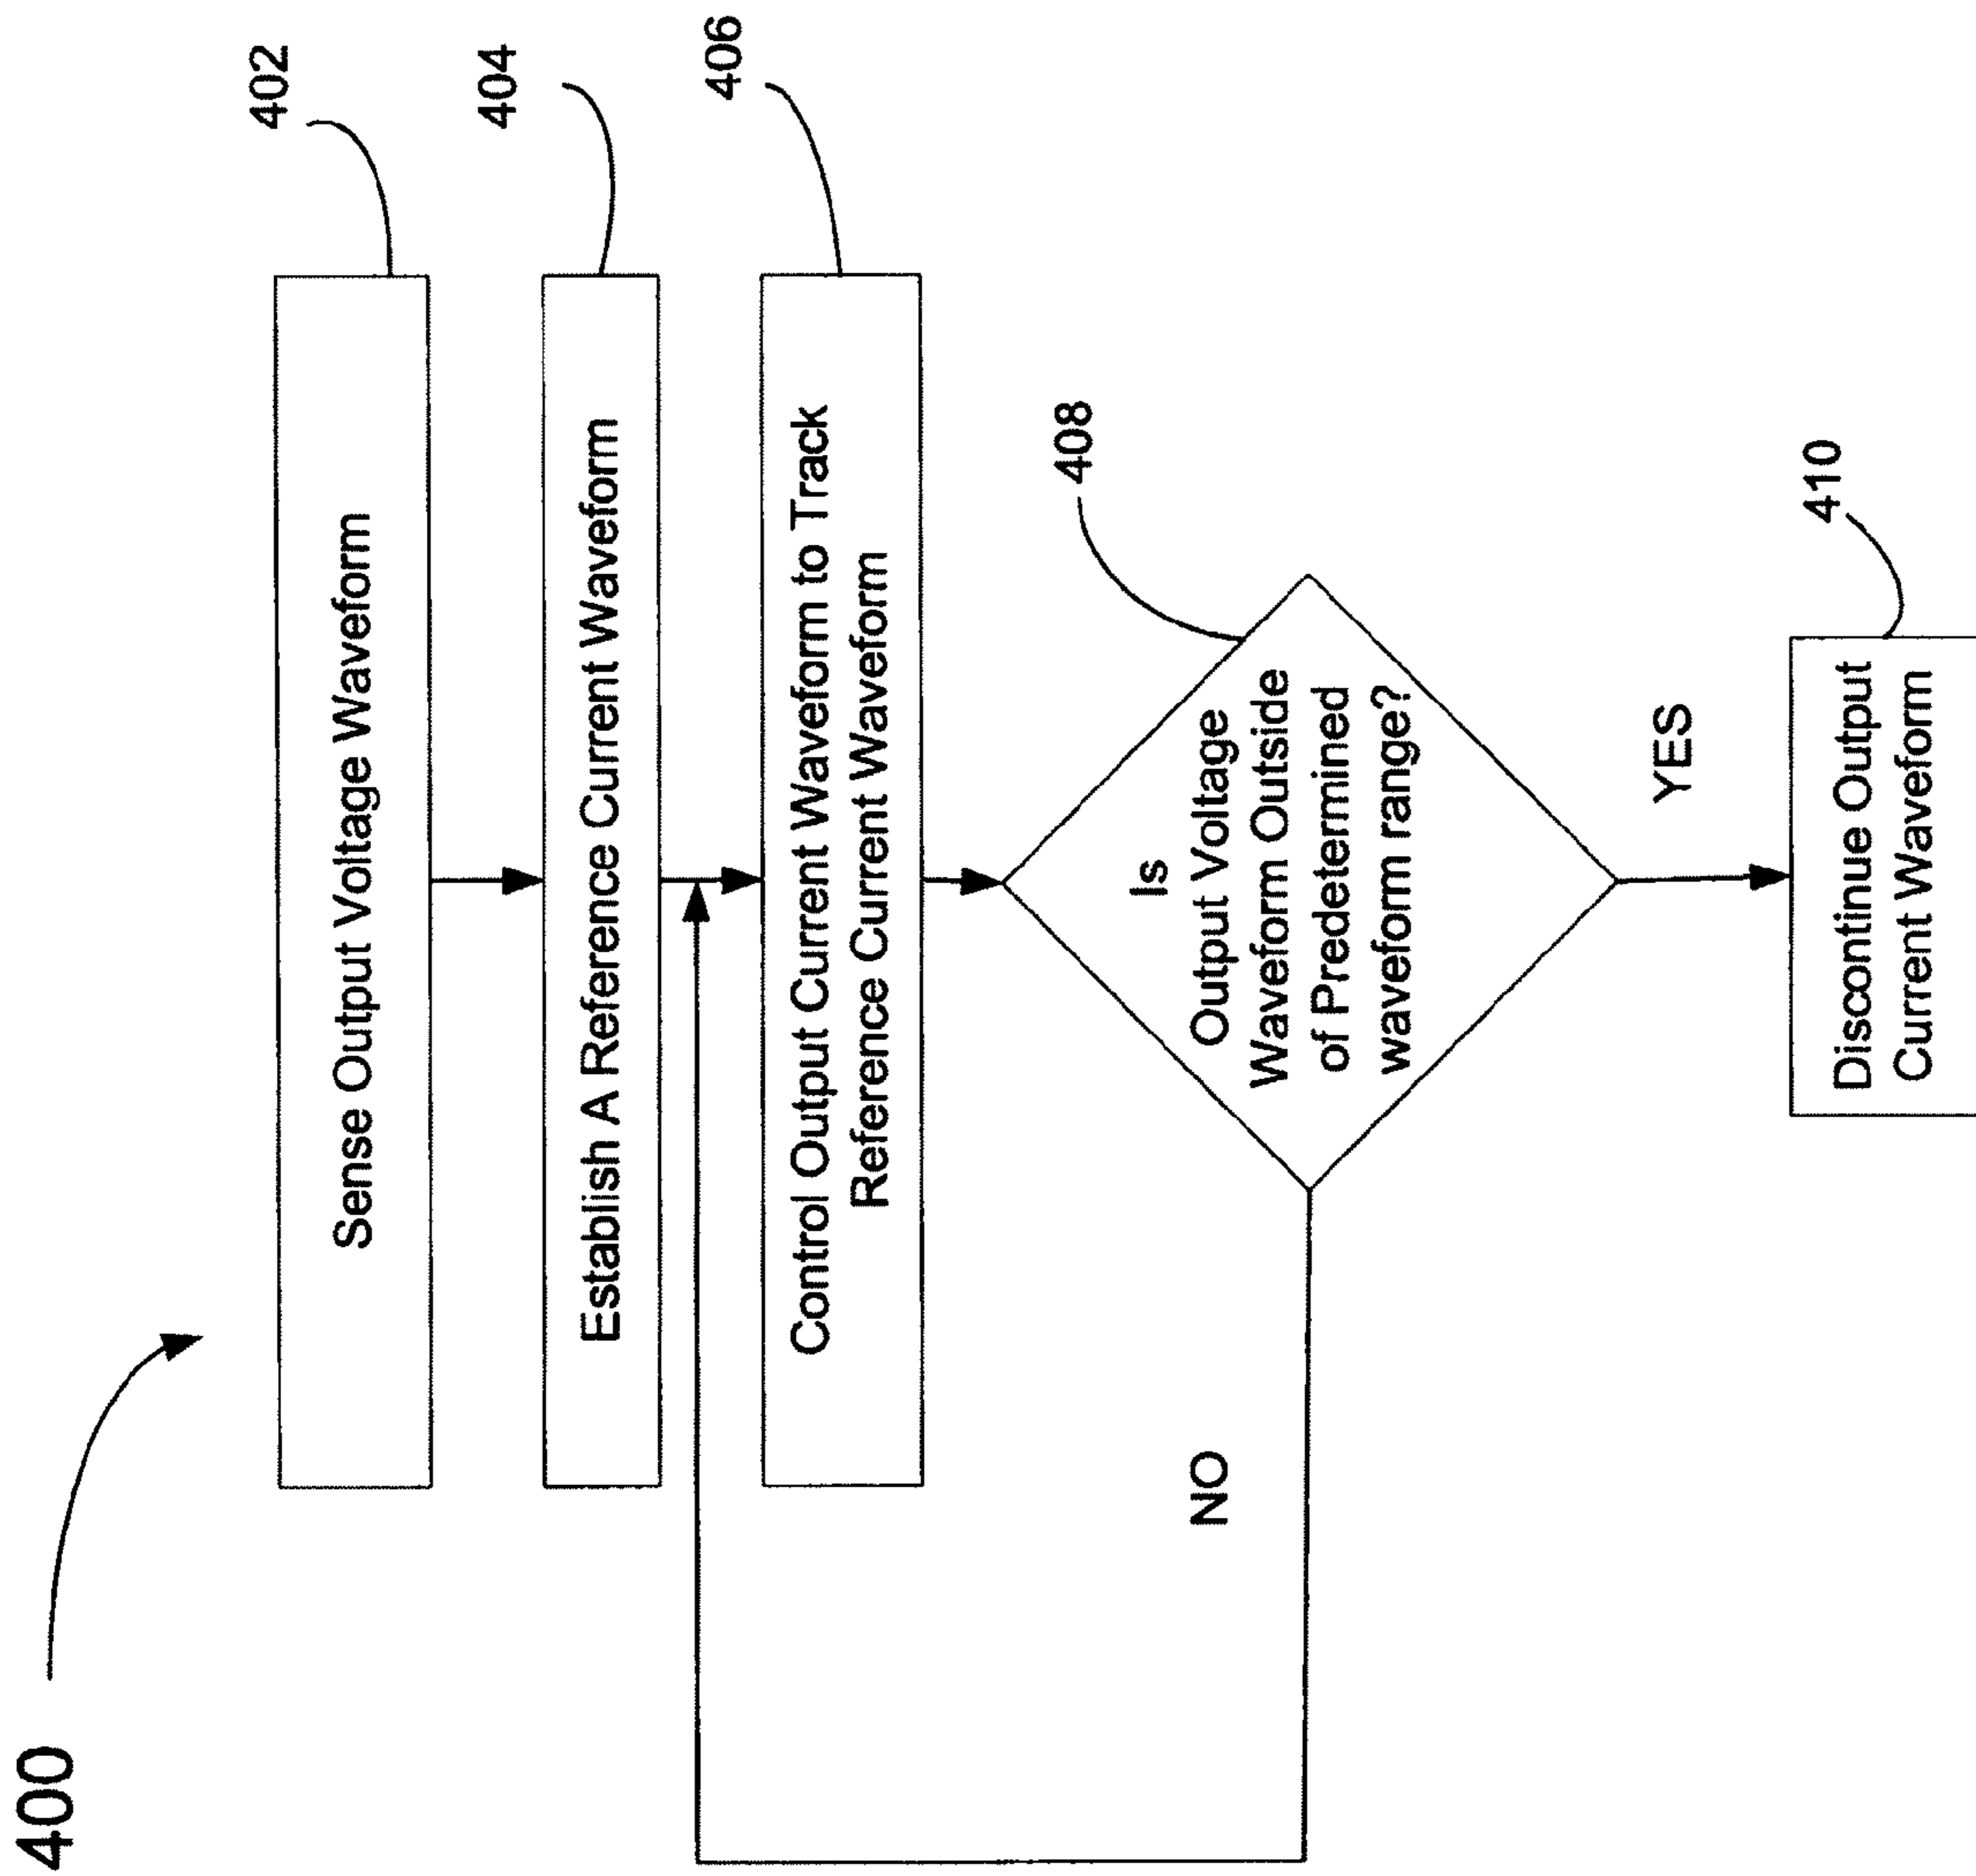 400
402
Sense Output Voltage Waveform
404
Establish A Reference Current Waveform
406
Control Output Current Waveform to Track
Reference Current Waveform
408
Is
Output Voltage
Waveform Outside
of Predetermined
waveform range?
NO
YES
410
Discontinue Output
Current Waveform